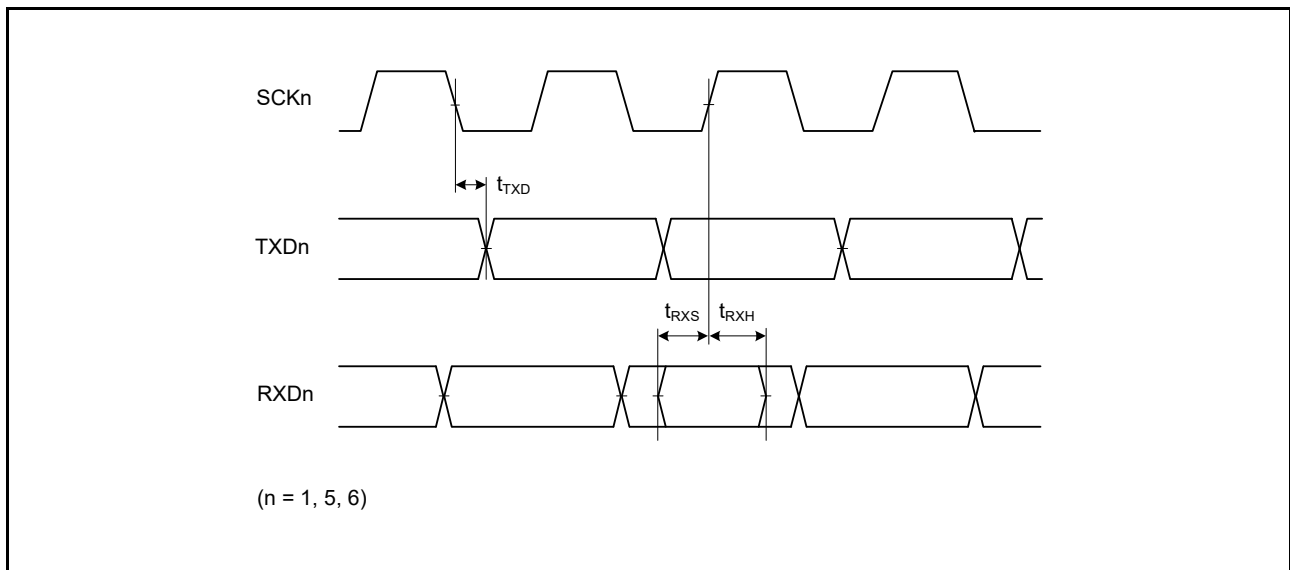 SCKn
tTXD
TXDn
tRXS tRXH
RXDn
(n = 1, 5, 6)